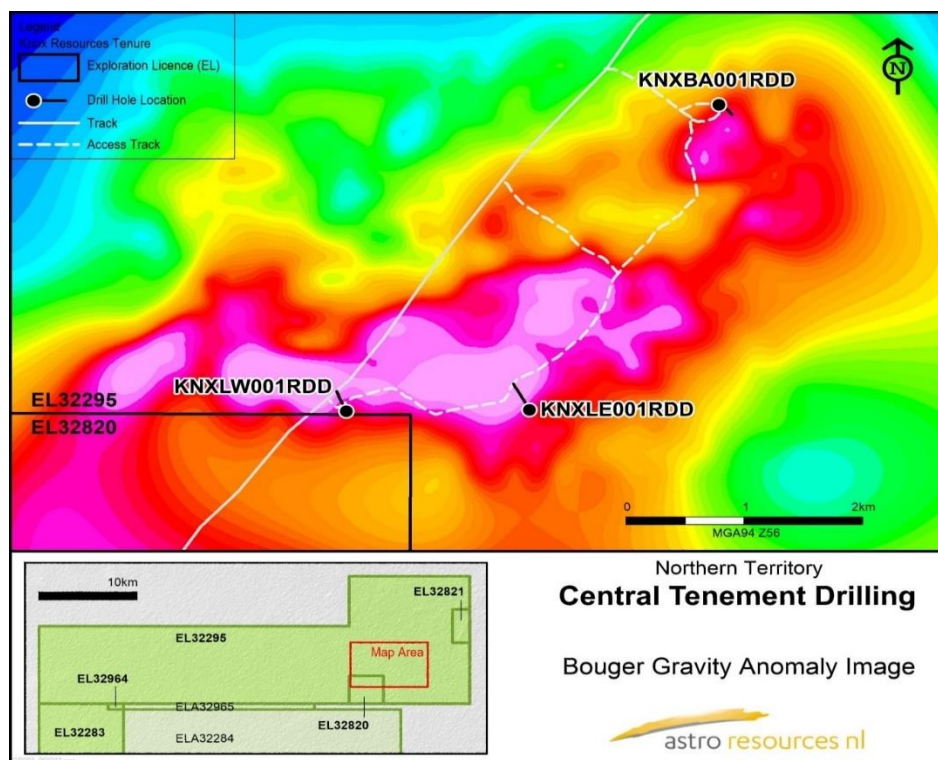 Legend
Knox Resources Tenure
Exploration Licence (EL)
Drill Hole Location
Track
Access Track
N
KNXBA001RDD
KNXLW001RDD
KNXLE001RDD
EL32295
EL32820
0 1 2km
MGA94 Z56
10km
EL32821
EL32295
Map Area
EL32964
ELA32965
EL32820
EL32283
ELA32284
Northern Territory
Central Tenement Drilling
Bouger Gravity Anomaly Image
astro resources nl